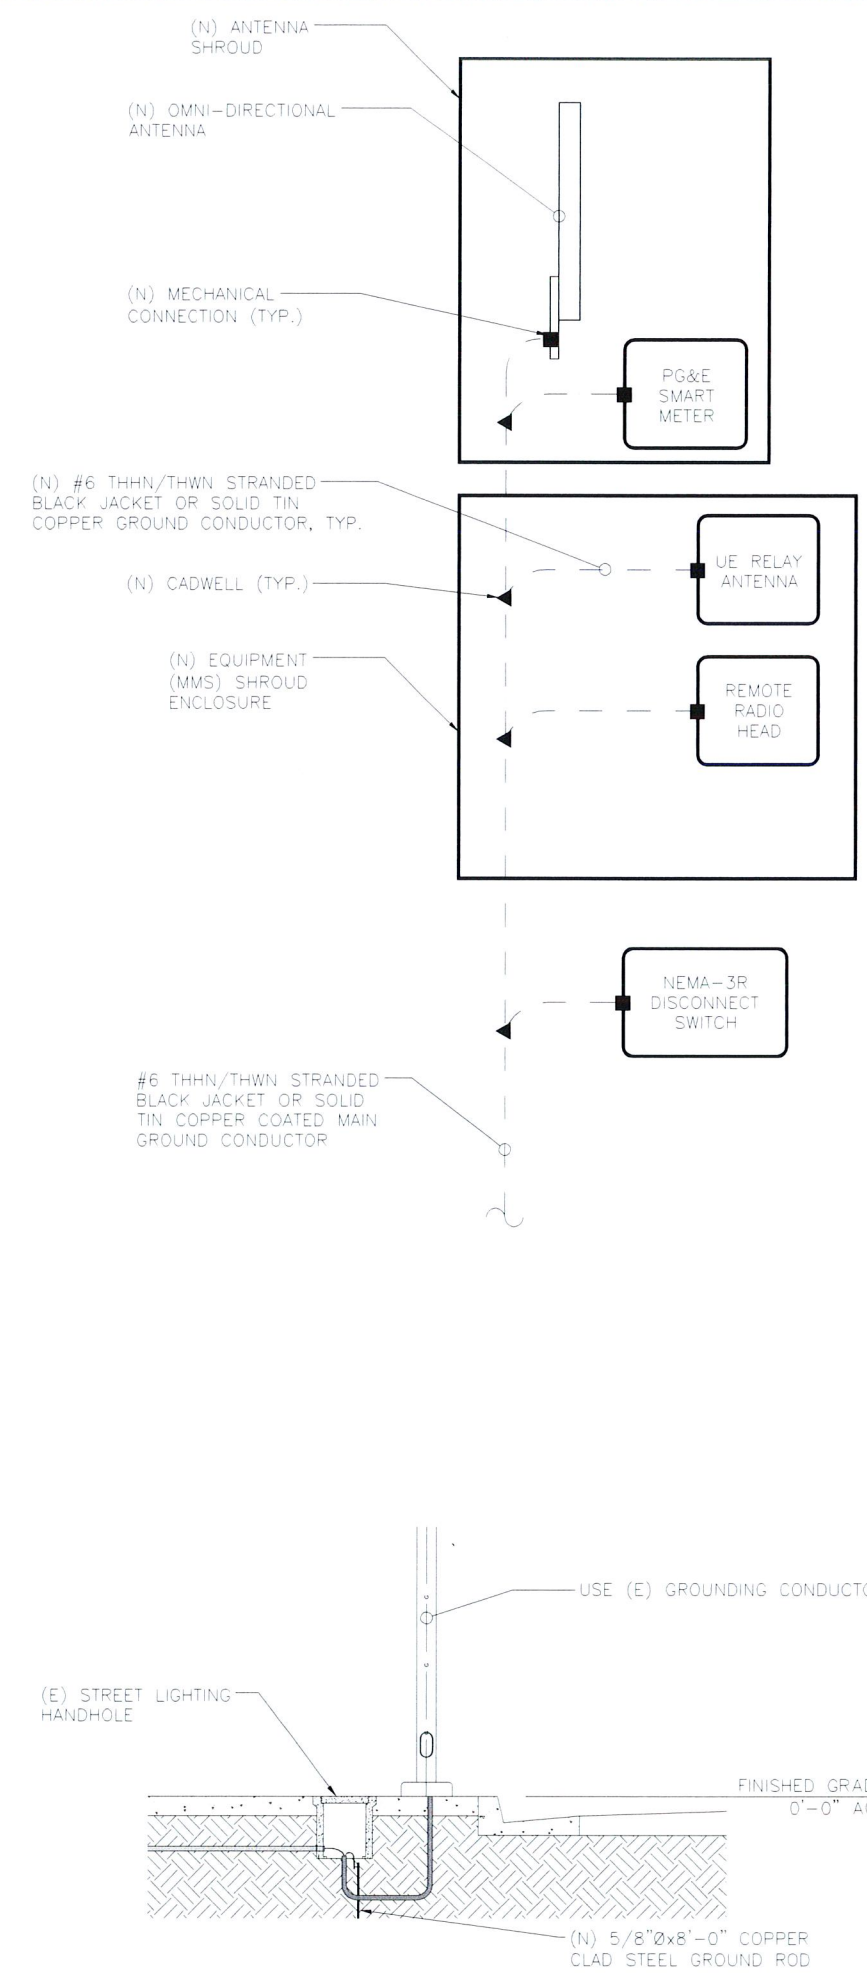 (N) ANTENNA
SHROUD
(N) OMNI-DIRECTIONAL
ANTENNA
(N) MECHANICAL
CONNECTION (TYP.)
PG&E
SMART
METER
(N) #6 THHN/THWN STRANDED
BLACK JACKET OR SOLID TIN
COPPER GROUND CONDUCTOR, TYP.
UE RELAY
ANTENNA
(N) CADWELL (TYP.)
(N) EQUIPMENT
(MMS) SHROUD
ENCLOSURE
REMOTE
RADIO
HEAD
NEMA-3R
DISCONNECT
SWITCH
#6 THHN/THWN STRANDED
BLACK JACKET OR SOLID
TIN COPPER COATED MAIN
GROUND CONDUCTOR
USE (E) GROUNDING
(E) STREET LIGHTING
HANDHOLE
FINISHED
0'-0"
(N) 5/8"Øx8'-0" COPPER
CLAD STEEL GROUND ROD